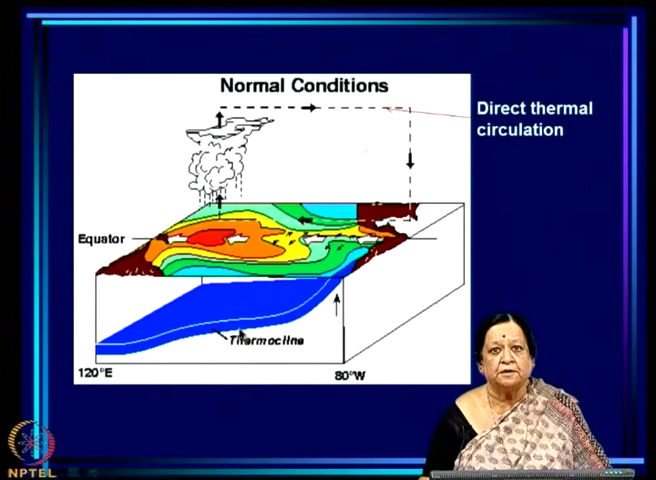 Normal Conditions
Direct thermal
circulation
Equator
Thermocline
120°E
80°W
NPTEL